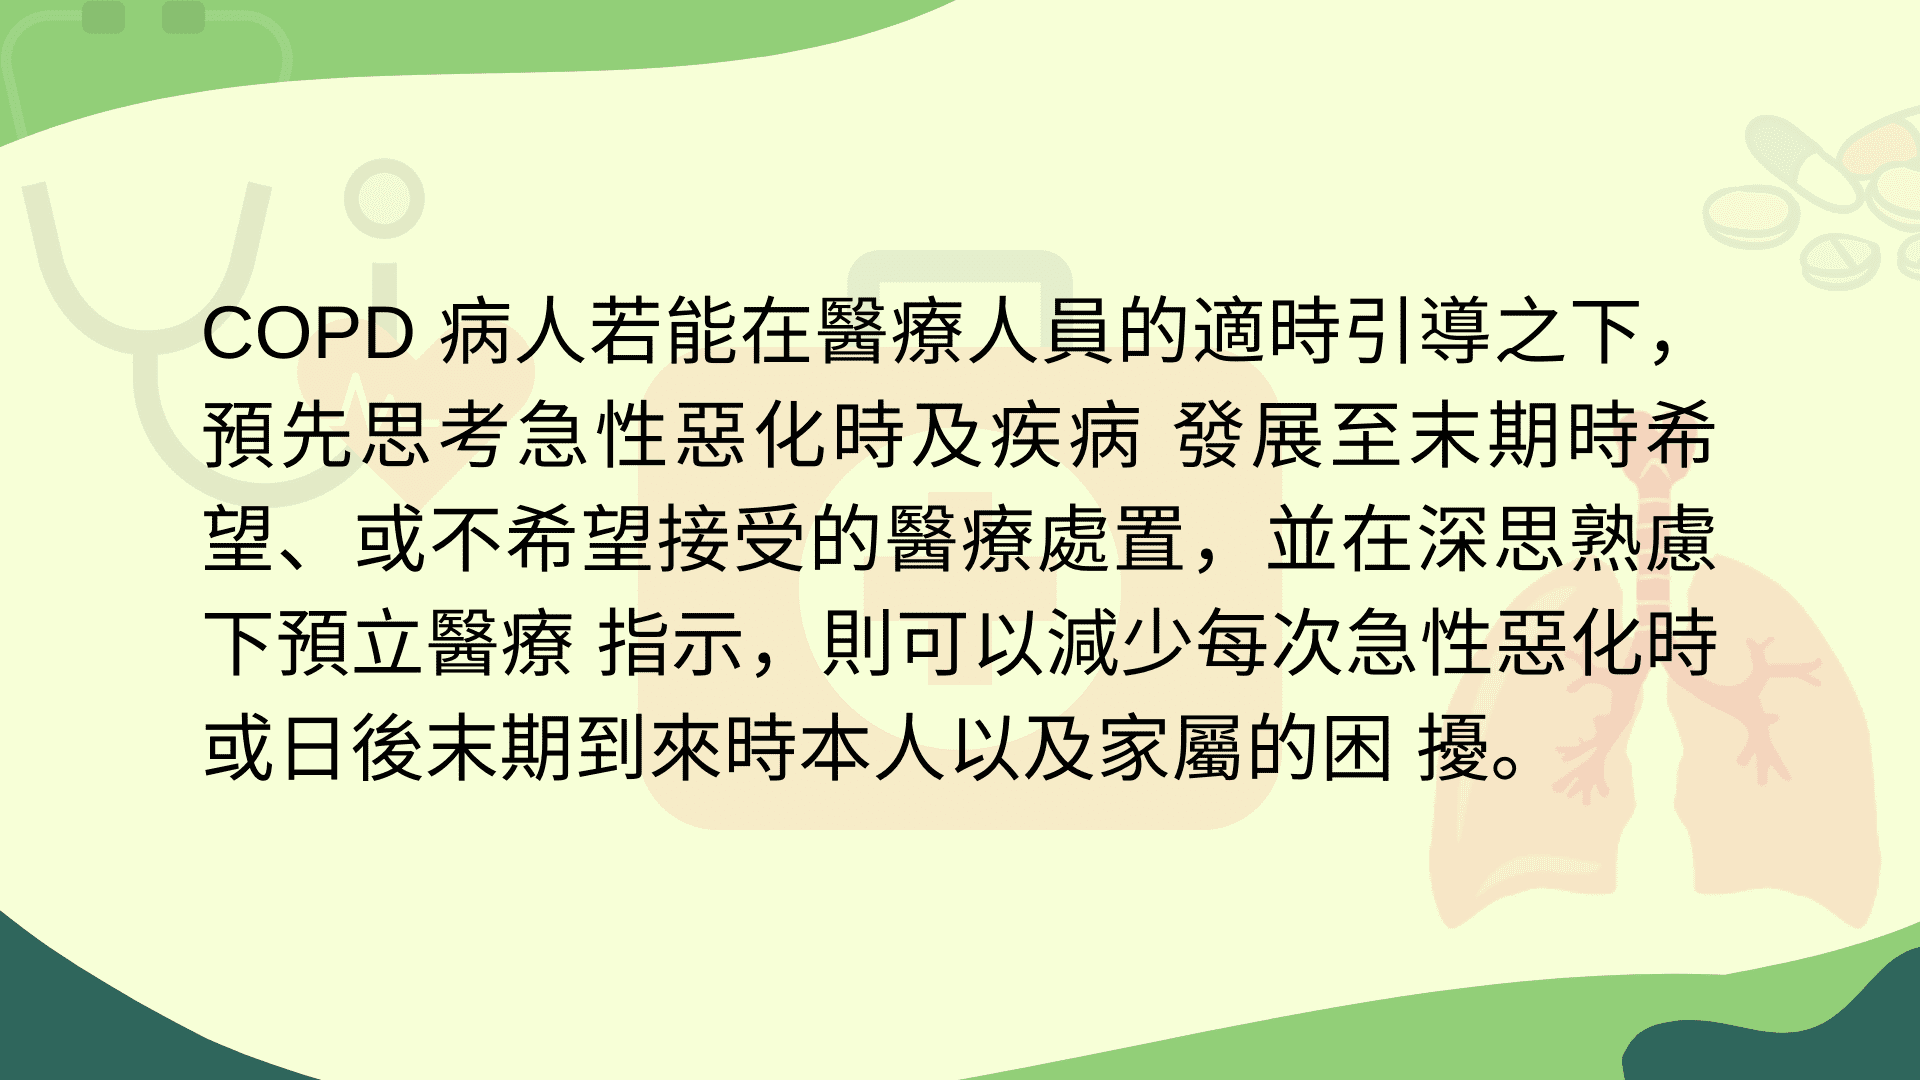 COPD 病人若能在醫療人員的適時引導之下，
預先思考急性惡化時及疾病 發展至末期時希
望、或不希望接受的醫療處置，並在深思熟慮
下預立醫療 指示，則可以減少每次急性惡化時
或日後末期到來時本人以及家屬的困 擾。